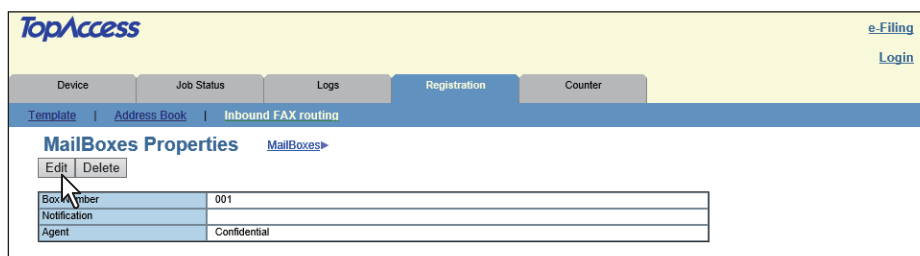 TopAccess
e-Filing
Login
Device Job Status Logs Registration Counter
Template | Address Book | Inbound FAX routing
MailBoxes Properties MailBoxes►
Edit Delete
Box Number 001
Notification
Agent Confidential